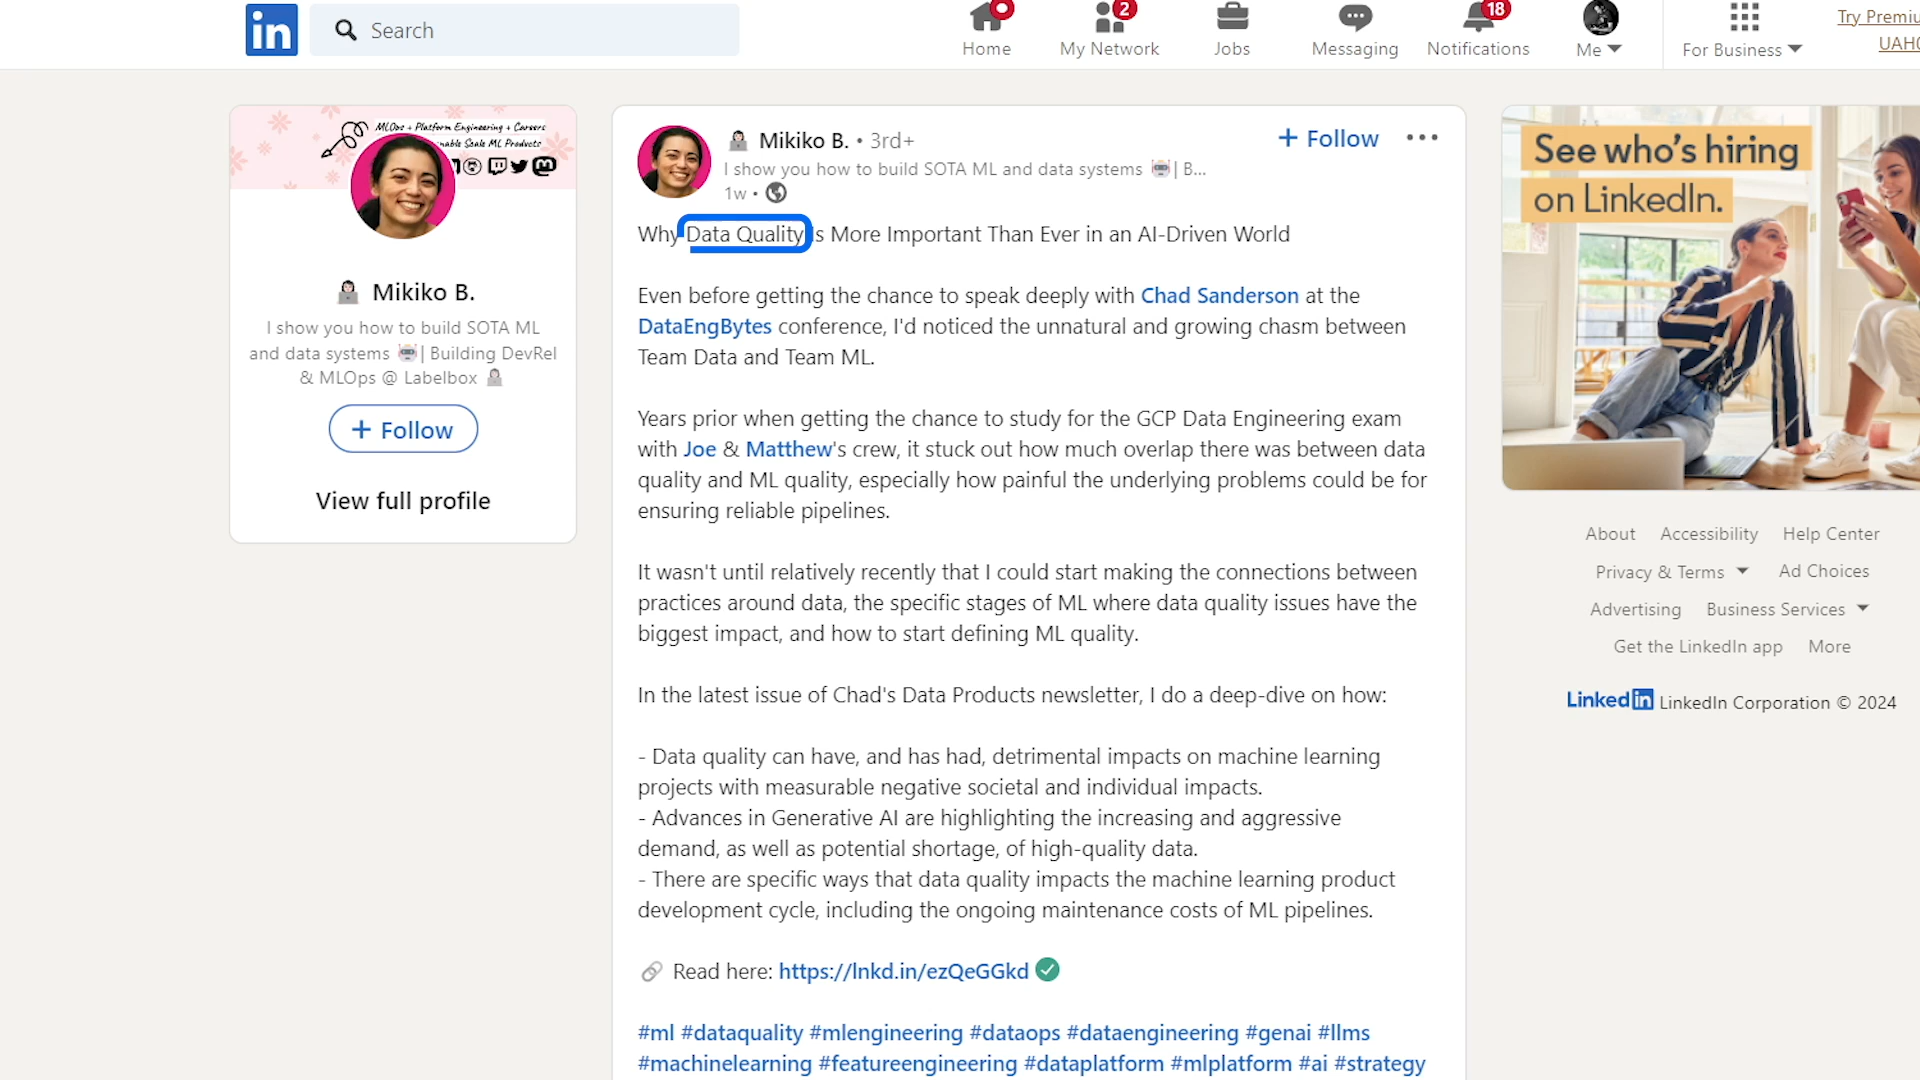 in
Search
Home
2
My Network
Jobs
Messaging
18
Notifications
Me
For Business
Try Premiu
UAH0
MLOps + Platform Engineering + Careers
nable Scale ML Products
Mikiko B.
I show you how to build SOTA ML
and data systems | Building DevRel
& MLOps @ Labelbox
+ Follow
View full profile
Mikiko B. • 3rd+
+ Follow
I show you how to build SOTA ML and data systems | B...
1w •
Why Data Quality is More Important Than Ever in an AI-Driven World
Even before getting the chance to speak deeply with Chad Sanderson at the
DataEngBytes conference, I'd noticed the unnatural and growing chasm between
Team Data and Team ML.
Years prior when getting the chance to study for the GCP Data Engineering exam
with Joe & Matthew's crew, it stuck out how much overlap there was between data
quality and ML quality, especially how painful the underlying problems could be for
ensuring reliable pipelines.
It wasn't until relatively recently that I could start making the connections between
practices around data, the specific stages of ML where data quality issues have the
biggest impact, and how to start defining ML quality.
In the latest issue of Chad's Data Products newsletter, I do a deep-dive on how:
- Data quality can have, and has had, detrimental impacts on machine learning
projects with measurable negative societal and individual impacts.
- Advances in Generative AI are highlighting the increasing and aggressive
demand, as well as potential shortage, of high-quality data.
- There are specific ways that data quality impacts the machine learning product
development cycle, including the ongoing maintenance costs of ML pipelines.
Read here: https://lnkd.in/ezQeGGkd
#ml #dataquality #mlengineering #dataops #dataengineering #genai #llms
#machinelearning #featureengineering #dataplatform #mlplatform #ai #strategy
See who's hiring
on LinkedIn.
About Accessibility Help Center
Privacy & Terms Ad Choices
Advertising Business Services
Get the LinkedIn app More
Linkedin LinkedIn Corporation © 2024